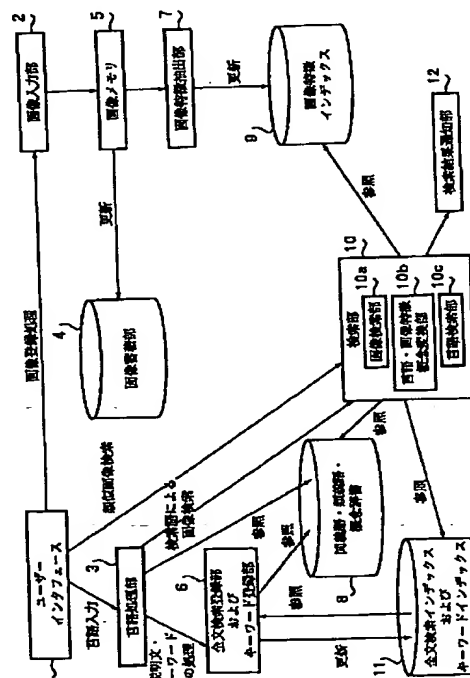 ユーザー
インタフェース
画像登録処理
画像入力部
2
画像メモリ
5
画像特徴抽出部
7
更新
更新
画像蓄積部
4
画像特徴
インデックス
9
言語入力
言語処理部
3
類似画像検索
検索語による
画像検索
説明文・
キーワード
の処理
全文検索登録部
および
キーワード登録部
6
参照
参照
参照
参照
参照
参照
更新
同義語・類義語・
概念辞書
8
検索部
10
画像検索部
10a
言語・画像特徴
概念変換部
10b
言語検索部
10c
検索結果通知部
12
全文検索インデックス
および
キーワードインデックス
11